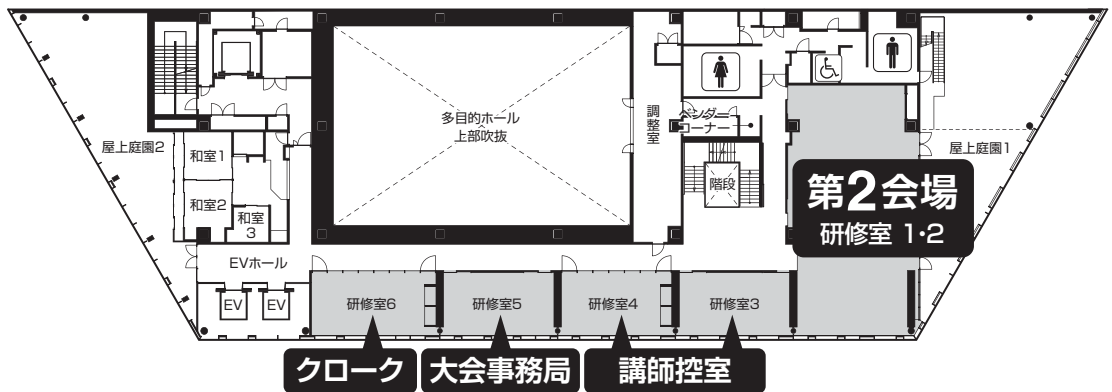 多目的ホール
上部吹抜
調整室
ベンダー
コーナー
階段
屋上庭園2
和室1
和室2
和室
3
屋上庭園1
第2会場
研修室 1・2
EVホール
EV
EV
研修室6
研修室5
研修室4
研修室3
クローク
大会事務局
講師控室